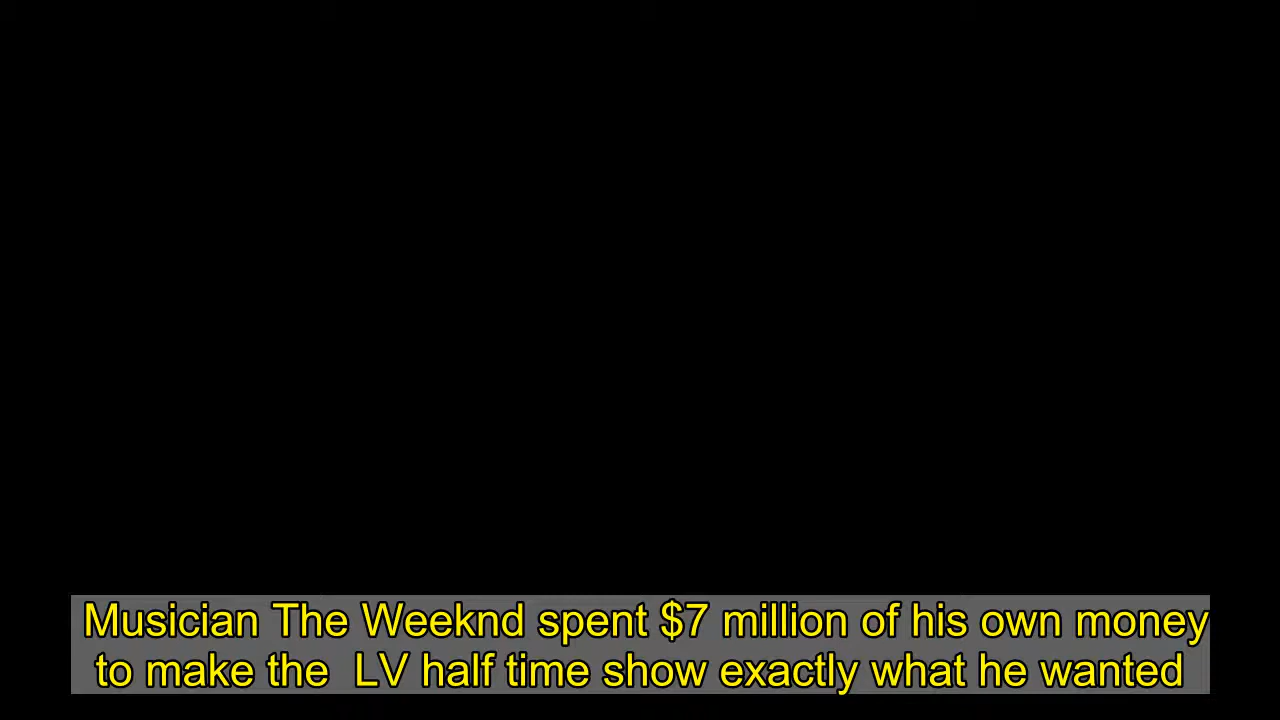 Musician The Weeknd spent $7 million of his own money
to make the  LV half time show exactly what he wanted